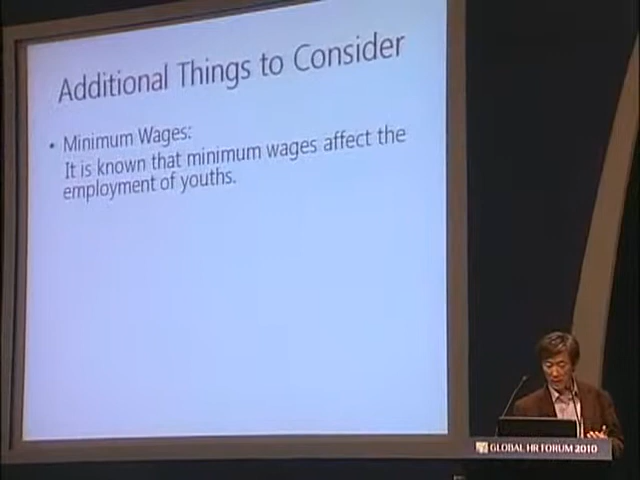 Additional Things to Consider
• Minimum Wages:
It is known that minimum wages affect the
employment of youths.
GLOBAL HR FORUM 2010